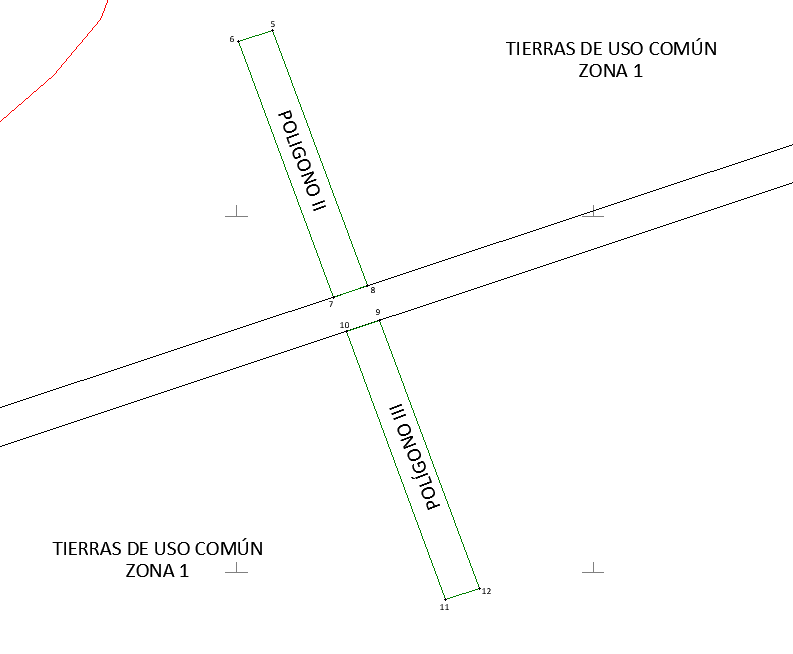 5
6
TIERRAS DE USO COMÚN
ZONA 1
POLIGONO II
8
7
9
10
POLÍGONO III
TIERRAS DE USO COMÚN
ZONA 1
12
11